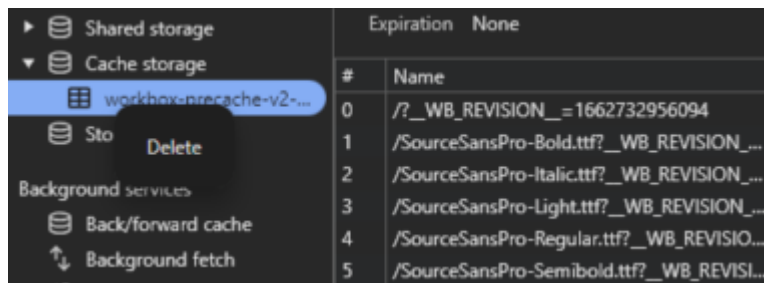 Shared storage
Cache storage
workbox-precache-v2-...
Sto
Delete
Background services
Back/forward cache
Background fetch
Expiration None
# Name
0 /?__WB_REVISION__=1662732956094
1 /SourceSansPro-Bold.ttf?__WB_REVISION_...
2 /SourceSansPro-Italic.ttf?__WB_REVISION_...
3 /SourceSansPro-Light.ttf?__WB_REVISION_...
4 /SourceSansPro-Regular.ttf?__WB_REVISIO...
5 /SourceSansPro-Semibold.ttf?__WB_REVISI...